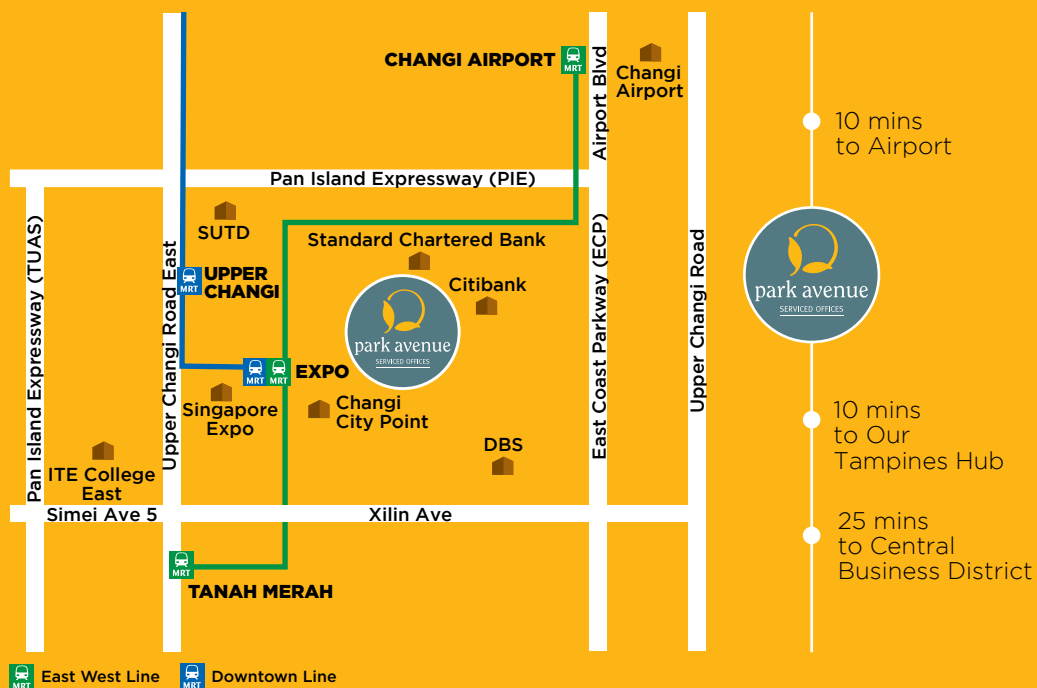 CHANGI AIRPORT
MRT
Airport Blvd
Changi
Airport
10 mins
to Airport
Pan Island Expressway (PIE)
Pan Island Expressway (TUAS)
SUTD
Upper Changi Road East
MRT
UPPER
CHANGI
Standard Chartered Bank
Citibank
park avenue
SERVICED OFFICES
East Coast Parkway (ECP)
Upper Changi Road
park avenue
SERVICED OFFICES
MRT
MRT
EXPO
Singapore
Expo
Changi
City Point
DBS
ITE College
East
10 mins
to Our
Tampines Hub
Simei Ave 5
Xilin Ave
25 mins
to Central
Business District
MRT
TANAH MERAH
MRT
East West Line
MRT
Downtown Line